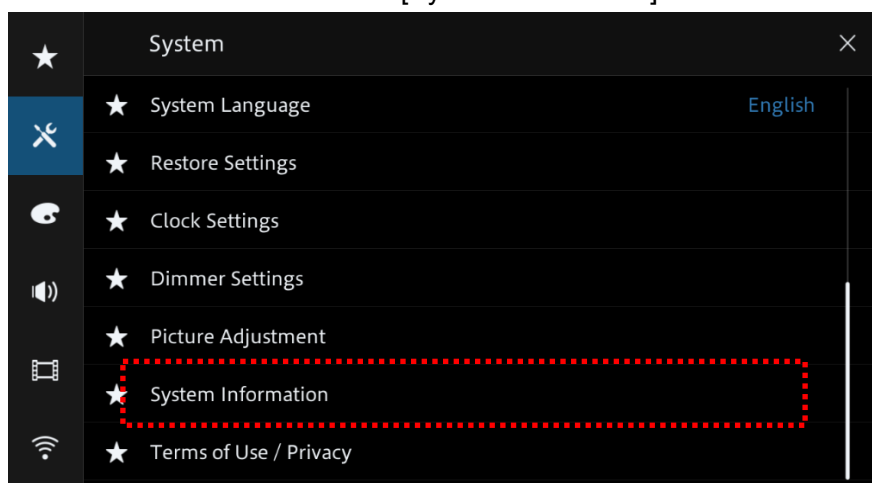 System
System Language English
Restore Settings
Clock Settings
Dimmer Settings
Picture Adjustment
System Information
Terms of Use / Privacy